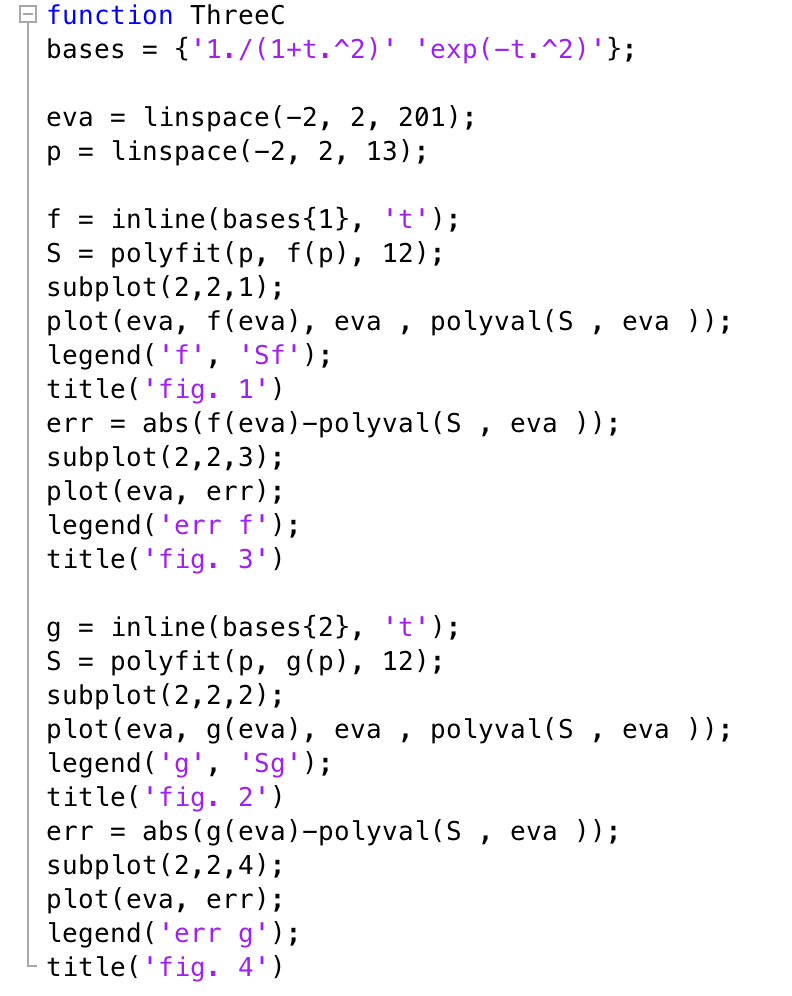 function ThreeC
bases = {'1./(1+t.^2)' 'exp(-t.^2)'};
eva = linspace(-2, 2, 201);
p = linspace(-2, 2, 13);
f = inline(bases{1}, 't');
S = polyfit(p, f(p), 12);
subplot(2,2,1);
plot(eva, f(eva), eva , polyval(S , eva ));
legend('f', 'Sf');
title('fig. 1')
err = abs(f(eva)-polyval(S , eva ));
subplot(2,2,3);
plot(eva, err);
legend('err f');
title('fig. 3')
g = inline(bases{2}, 't');
S = polyfit(p, g(p), 12);
subplot(2,2,2);
plot(eva, g(eva), eva , polyval(S , eva ));
legend('g', 'Sg');
title('fig. 2')
err = abs(g(eva)-polyval(S , eva ));
subplot(2,2,4);
plot(eva, err);
legend('err g');
title('fig. 4')